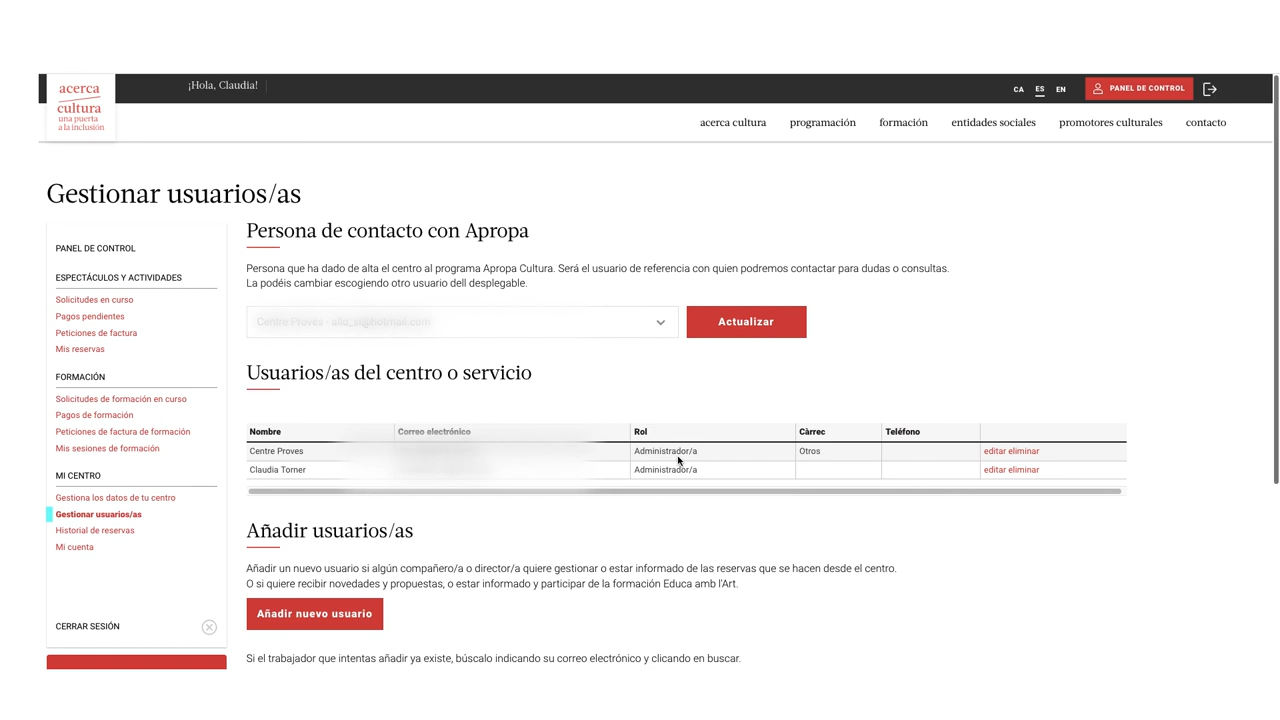 acerca
cultura
una puerta
a la inclusión
¡Hola, Claudia!
CA ES EN PANEL DE CONTROL
acerca cultura programación formación entidades sociales promotores culturales contacto
Gestionar usuarios/as
PANEL DE CONTROL
ESPECTÁCULOS Y ACTIVIDADES
Solicitudes en curso
Pagos pendientes
Peticiones de factura
Mis reservas
FORMACIÓN
Solicitudes de formación en curso
Pagos de formación
Peticiones de factura de formación
Mis sesiones de formación
MI CENTRO
Gestiona los datos de tu centro
Gestionar usuarios/as
Historial de reservas
Mi cuenta
CERRAR SESIÓN
Persona de contacto con Apropa
Persona que ha dado de alta el centro al programa Apropa Cultura. Será el usuario de referencia con quien podremos contactar para dudas o consultas.
La podéis cambiar escogiendo otro usuario dell desplegable.
Centre Proves -
Actualizar
Usuarios/as del centro o servicio
Nombre Correo electrónico Rol Càrrec Teléfono
Centre Proves Administrador/a Otros editar eliminar
Claudia Torner Administrador/a editar eliminar
Añadir usuarios/as
Añadir un nuevo usuario si algún compañero/a o director/a quiere gestionar o estar informado de las reservas que se hacen desde el centro.
O si quiere recibir novedades y propuestas, o estar informado y participar de la formación Educa amb l'Art.
Añadir nuevo usuario
Si el trabajador que intentas añadir ya existe, búscalo indicando su correo electrónico y clicando en buscar.